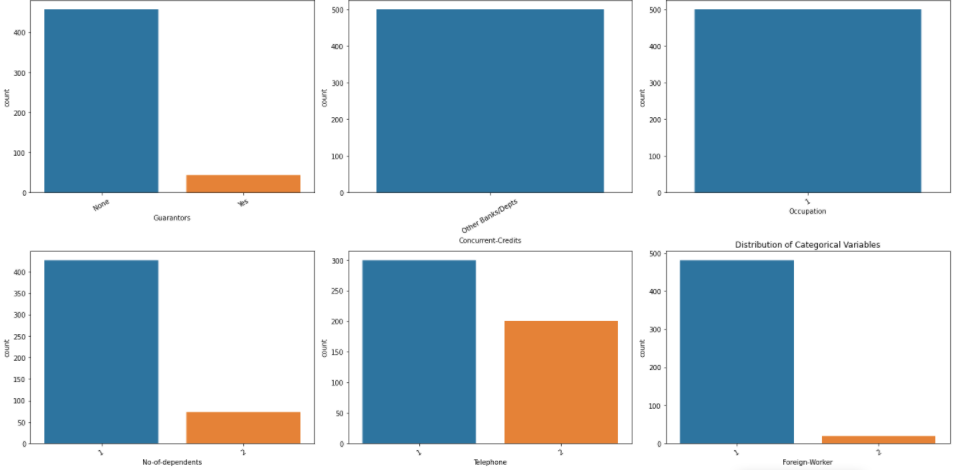 count
400
300
200
100
0
None
Yes
Guarantors
count
500
400
300
200
100
0
Other Banks/Depts
Concurrent-Credits
count
500
400
300
200
100
0
1
Occupation
count
400
350
300
250
200
150
100
50
0
1
2
No-of-dependents
count
300
250
200
150
100
50
0
1
2
Telephone
Distribution of Categorical Variables
count
500
400
300
200
100
0
1
2
Foreign-Worker